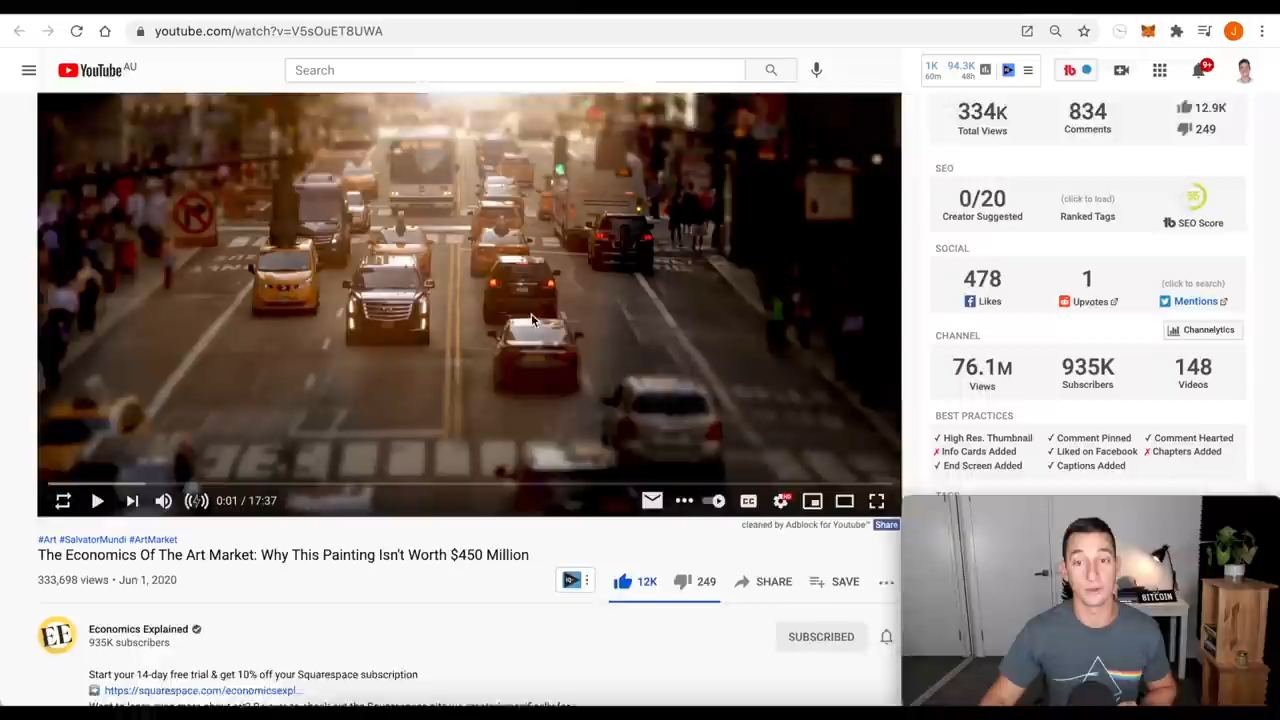 youtube.com/watch?v=V5sOuET8UWA
J
YouTube AU
Search
1K 94.3K
60m 48h
tb
9+
334K 834 12.9K
Total Views Comments 249
SEO
0/20 (click to load)
Creator Suggested Ranked Tags tb SEO Score
SOCIAL
478 1 (click to search)
Likes Upvotes Mentions
Channelytics
CHANNEL
76.1M 935K 148
Views Subscribers Videos
BEST PRACTICES
✓ High Res. Thumbnail ✓ Comment Pinned ✓ Comment Hearted
✗ Info Cards Added ✓ Liked on Facebook ✗ Chapters Added
✓ End Screen Added ✓ Captions Added
0:01 / 17:37
CC HD
cleaned by Adblock for Youtube™ Share
#Art #SalvatorMundi #ArtMarket
The Economics Of The Art Market: Why This Painting Isn't Worth $450 Million
333,698 views • Jun 1, 2020
12K 249 SHARE SAVE
EE
Economics Explained
935K subscribers
SUBSCRIBED
Start your 14-day free trial & get 10% off your Squarespace subscription
https://squarespace.com/economicsexpl...
BITCOIN